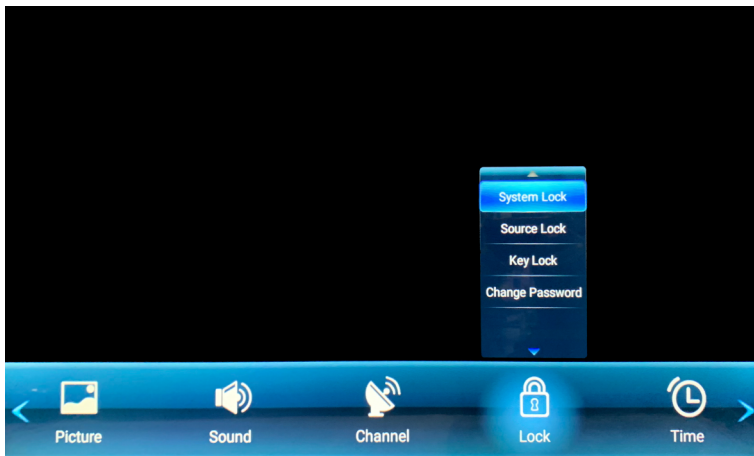 System Lock
Source Lock
Key Lock
Change Password
Picture
Sound
Channel
Lock
Time